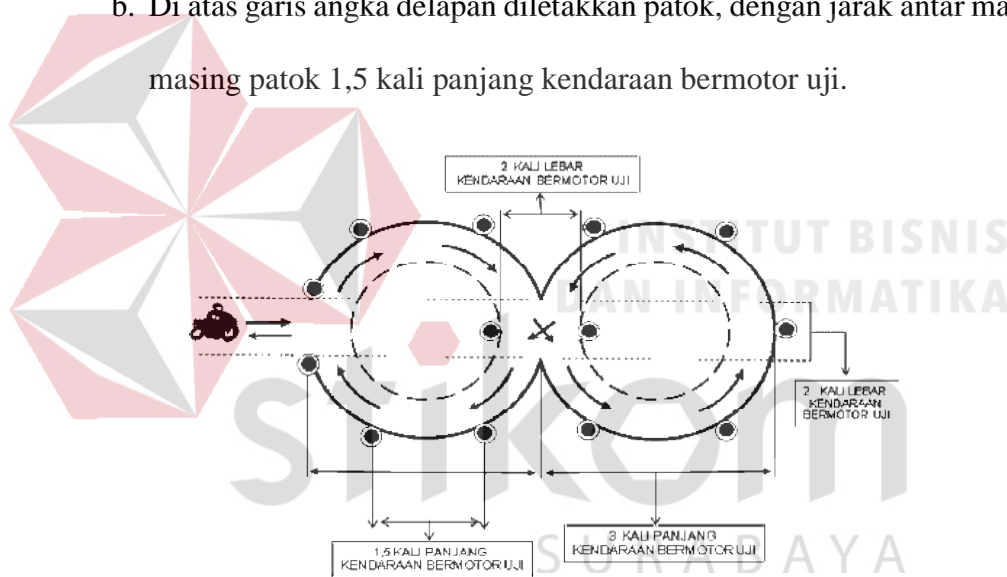 b. Di atas garis angka delapan diletakkan patok, dengan jarak antar ma
masing patok 1,5 kali panjang kendaraan bermotor uji.
2 KALI LEBAR
KENDARAAN BERMOTOR UJI
INSTITUT BISNIS
DAN INFORMATIKA
stikom
2 KALI LEBAR
KENDARAAN
BERMOTOR UJI
3 KALI PANJANG
KENDARAAN BERMOTOR UJI
1,5 KALI PANJANG
KENDARAAN BERMOTOR UJI
SURABAYA